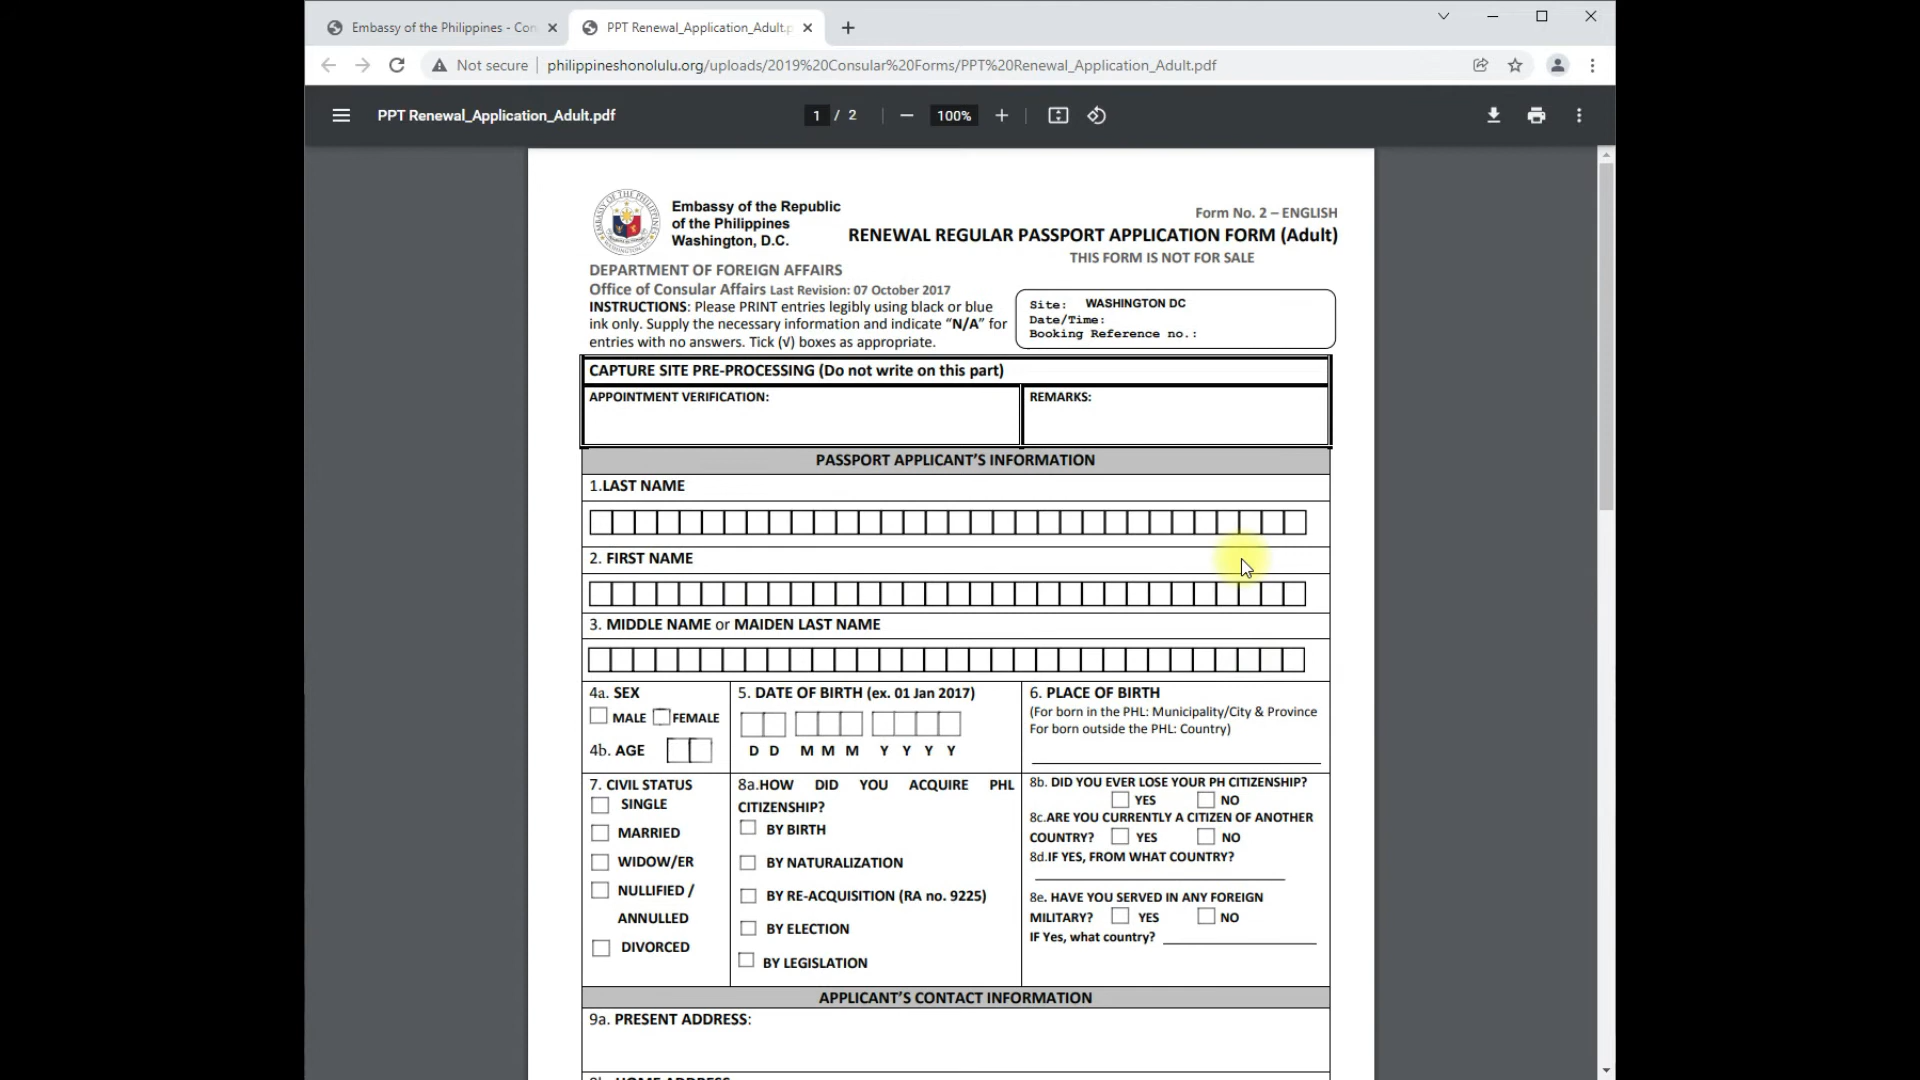 Embassy of the Philippines - Con
PPT Renewal_Application_Adult.p
Not secure
philippineshonolulu.org/uploads/2019%20Consular%20Forms/PPT%20Renewal_Application_Adult.pdf
PPT Renewal_Application_Adult.pdf
1 / 2
100%
Embassy of the Republic
of the Philippines
Washington, D.C.
Form No. 2 – ENGLISH
RENEWAL REGULAR PASSPORT APPLICATION FORM (Adult)
THIS FORM IS NOT FOR SALE
DEPARTMENT OF FOREIGN AFFAIRS
Office of Consular Affairs Last Revision: 07 October 2017
INSTRUCTIONS: Please PRINT entries legibly using black or blue
ink only. Supply the necessary information and indicate “N/A” for
entries with no answers. Tick (√) boxes as appropriate.
Site: WASHINGTON DC
Date/Time:
Booking Reference no.:
CAPTURE SITE PRE-PROCESSING (Do not write on this part)
APPOINTMENT VERIFICATION:
REMARKS:
PASSPORT APPLICANT’S INFORMATION
1.LAST NAME
2. FIRST NAME
3. MIDDLE NAME or MAIDEN LAST NAME
4a. SEX
MALE FEMALE
4b. AGE
5. DATE OF BIRTH (ex. 01 Jan 2017)
D D M M M Y Y Y Y
6. PLACE OF BIRTH
(For born in the PHL: Municipality/City & Province
For born outside the PHL: Country)
7. CIVIL STATUS
SINGLE
MARRIED
WIDOW/ER
NULLIFIED /
ANNULLED
DIVORCED
8a.HOW DID YOU ACQUIRE PHL
CITIZENSHIP?
BY BIRTH
BY NATURALIZATION
BY RE-ACQUISITION (RA no. 9225)
BY ELECTION
BY LEGISLATION
8b. DID YOU EVER LOSE YOUR PH CITIZENSHIP?
YES NO
8c.ARE YOU CURRENTLY A CITIZEN OF ANOTHER
COUNTRY? YES NO
8d.IF YES, FROM WHAT COUNTRY?
8e. HAVE YOU SERVED IN ANY FOREIGN
MILITARY? YES NO
IF Yes, what country?
APPLICANT’S CONTACT INFORMATION
9a. PRESENT ADDRESS: